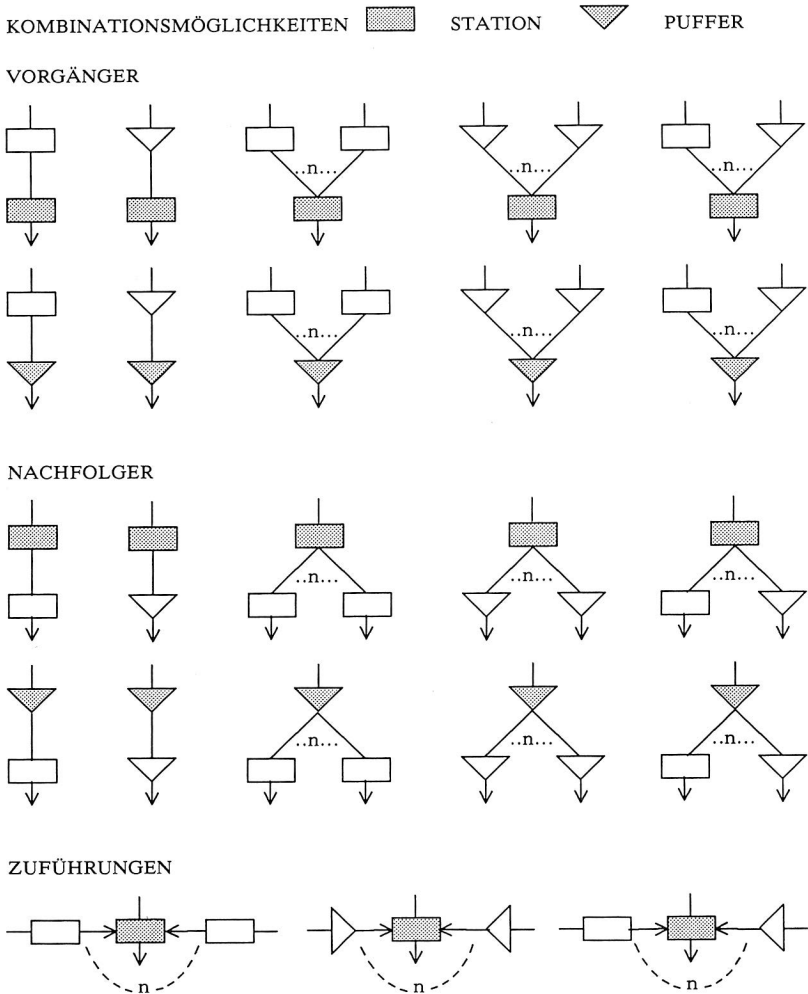 KOMBINATIONSMÖGLICHKEITEN STATION PUFFER
VORGÄNGER
..n... ..n... ..n...
..n... ..n... ..n...
NACHFOLGER
..n... ..n... ..n...
..n... ..n... ..n...
ZUFÜHRUNGEN
n n n